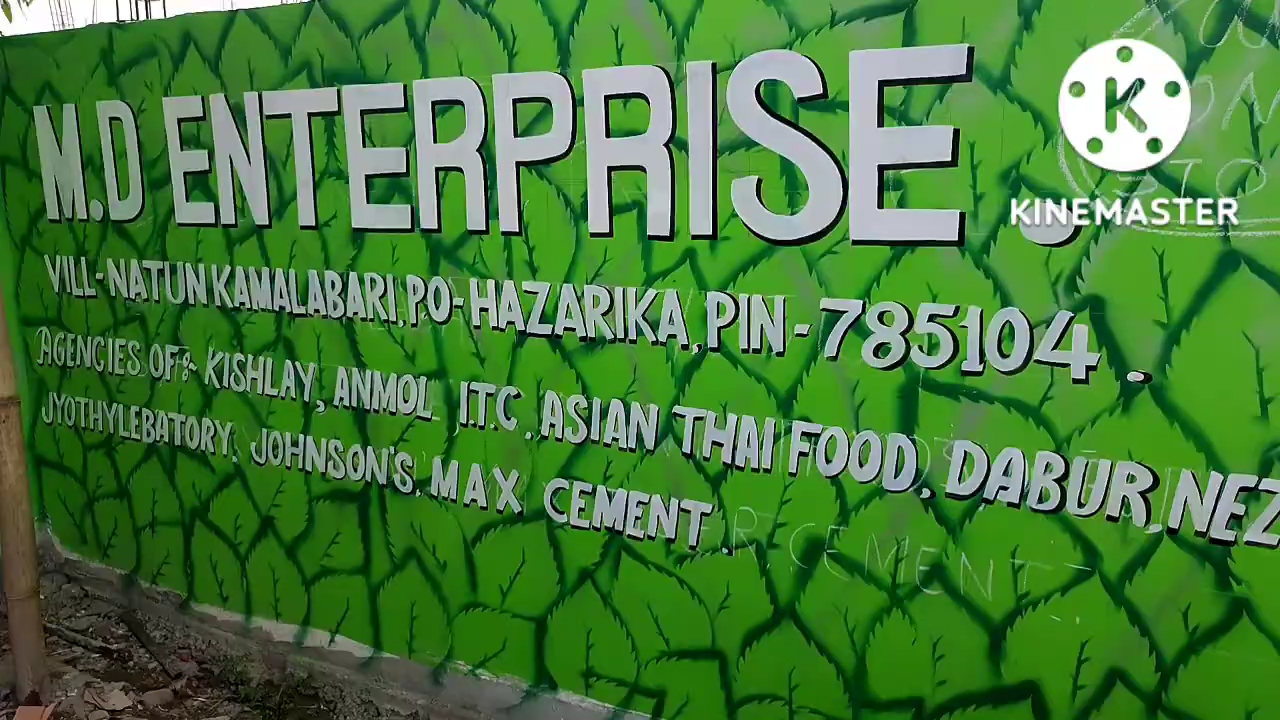 M.D ENTERPRISE.
VILL-NATUN KAMALABARI, PO-HAZARIKA, PIN-785104.
AGENCIES OF:- KISHLAY, ANMOL, ITC, ASIAN THAI FOOD, DABUR, NEZ
JYOTHYLEBATORY, JOHNSON'S, MAX CEMENT.
R CEMENT-
K
KINEMASTER